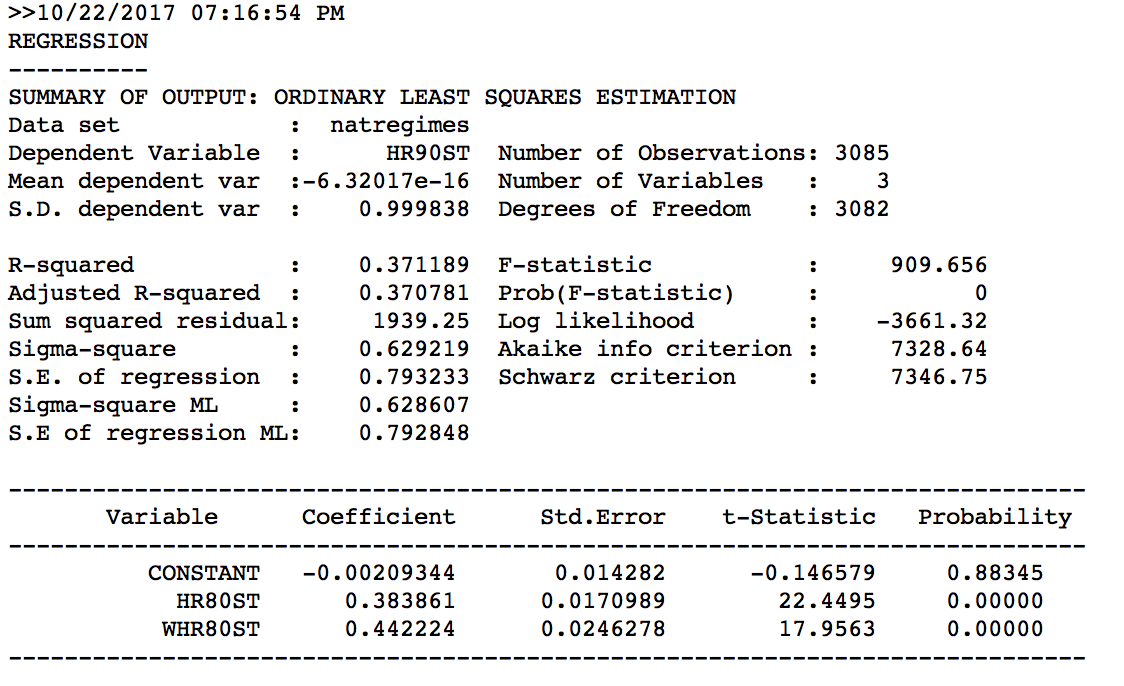 >>10/22/2017 07:16:54 PM
REGRESSION
----------
SUMMARY OF OUTPUT: ORDINARY LEAST SQUARES ESTIMATION
Data set            :  natregimes
Dependent Variable  :      HR90ST  Number of Observations: 3085
Mean dependent var  :-6.32017e-16  Number of Variables   :    3
S.D. dependent var  :    0.999838  Degrees of Freedom    : 3082

R-squared           :    0.371189  F-statistic           :     909.656
Adjusted R-squared  :    0.370781  Prob(F-statistic)     :           0
Sum squared residual:     1939.25  Log likelihood        :    -3661.32
Sigma-square        :    0.629219  Akaike info criterion :     7328.64
S.E. of regression  :    0.793233  Schwarz criterion     :     7346.75
Sigma-square ML     :    0.628607
S.E of regression ML:    0.792848

-----------------------------------------------------------------------------
       Variable      Coefficient      Std.Error    t-Statistic   Probability
-----------------------------------------------------------------------------
          CONSTANT   -0.00209344       0.014282      -0.146579     0.88345
            HR80ST      0.383861      0.0170989        22.4495     0.00000
           WHR80ST      0.442224      0.0246278        17.9563     0.00000
-----------------------------------------------------------------------------